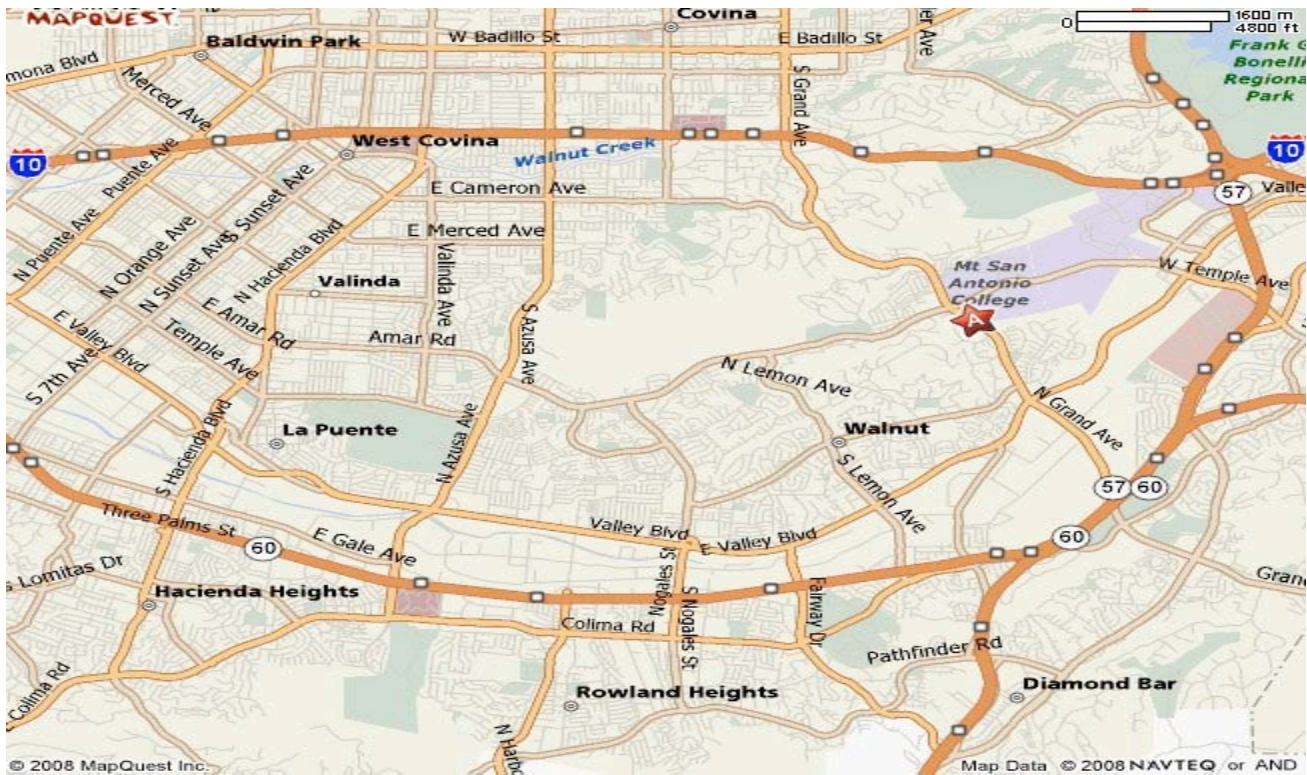 MAPQUEST
Covina
1600 m
0
4800 ft
W Badillo St
E Badillo St
Baldwin Park
Frank G
Bonelli
Regiona
Park
mona Blvd
Merced Ave
S Grand Ave
10
West Covina
Walnut Creek
10
Puente Ave
57
Valle
E Cameron Ave
S Sunset Ave
N Puente Ave
N Orange Ave
N Sunset Ave
N Hacienda Blvd
E Merced Ave
Valinda Ave
Mt San
Antonio
College
A
W Temple Ave
Valinda
E Amar Rd
S Azusa Ave
E Valley Blvd
Temple Ave
Amar Rd
N Lemon Ave
S 7th Ave
N Grand Ave
La Puente
N Azusa Ave
Walnut
S Hacienda Blvd
S Lemon Ave
57
60
Three Palms St
60
E Gale Ave
Valley Blvd
E Valley Blvd
60
Lomitas Dr
Hacienda Heights
N Nogales St
S Nogales St
Fairway Dr
Gran
Colima Rd
Pathfinder Rd
Colima Rd
Rowland Heights
Diamond Bar
N Harbo
© 2008 MapQuest Inc.
Map Data © 2008 NAVTEQ or AND